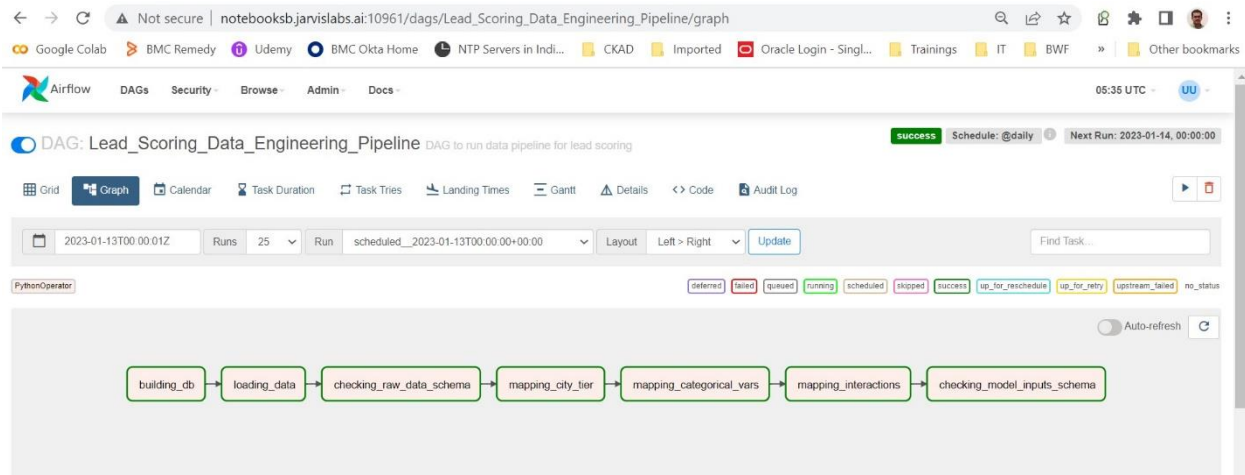 Not secure | notebooksb.jarvislabs.ai:10961/dags/Lead_Scoring_Data_Engineering_Pipeline/graph
Google Colab BMC Remedy Udemy BMC Okta Home NTP Servers in Indi... CKAD Imported Oracle Login - Singl... Trainings IT BWF » Other bookmarks
Airflow DAGs Security Browse Admin Docs 05:35 UTC UU
DAG: Lead_Scoring_Data_Engineering_Pipeline DAG to run data pipeline for lead scoring success Schedule: @daily Next Run: 2023-01-14, 00:00:00
Grid Graph Calendar Task Duration Task Tries Landing Times Gantt Details <> Code Audit Log
2023-01-13T00:00:01Z Runs 25 Run scheduled__2023-01-13T00:00:00+00:00 Layout Left > Right Update Find Task...
PythonOperator deferred failed queued running scheduled skipped success up_for_reschedule up_for_retry upstream_failed no_status
Auto-refresh
building_db loading_data checking_raw_data_schema mapping_city_tier mapping_categorical_vars mapping_interactions checking_model_inputs_schema